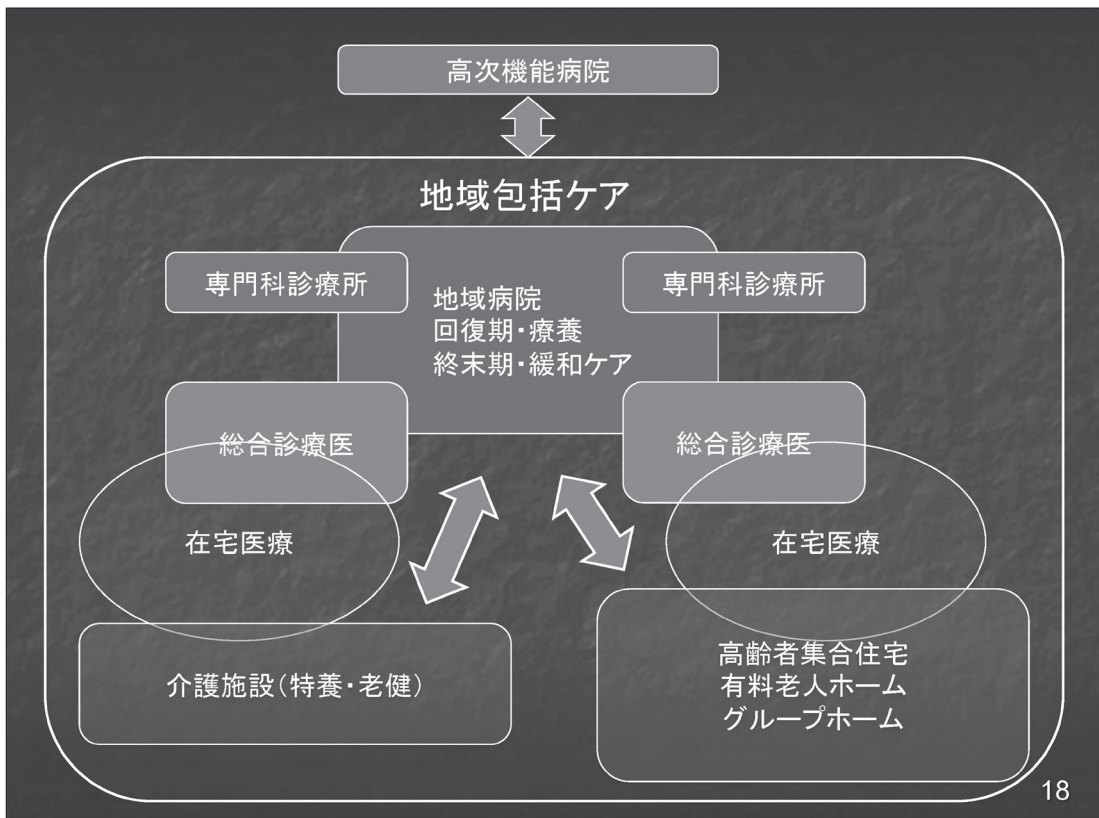 高次機能病院
地域包括ケア
専門科診療所
専門科診療所
地域病院
回復期・療養
終末期・緩和ケア
総合診療医
総合診療医
在宅医療
在宅医療
介護施設(特養・老健)
高齢者集合住宅
有料老人ホーム
グループホーム
18